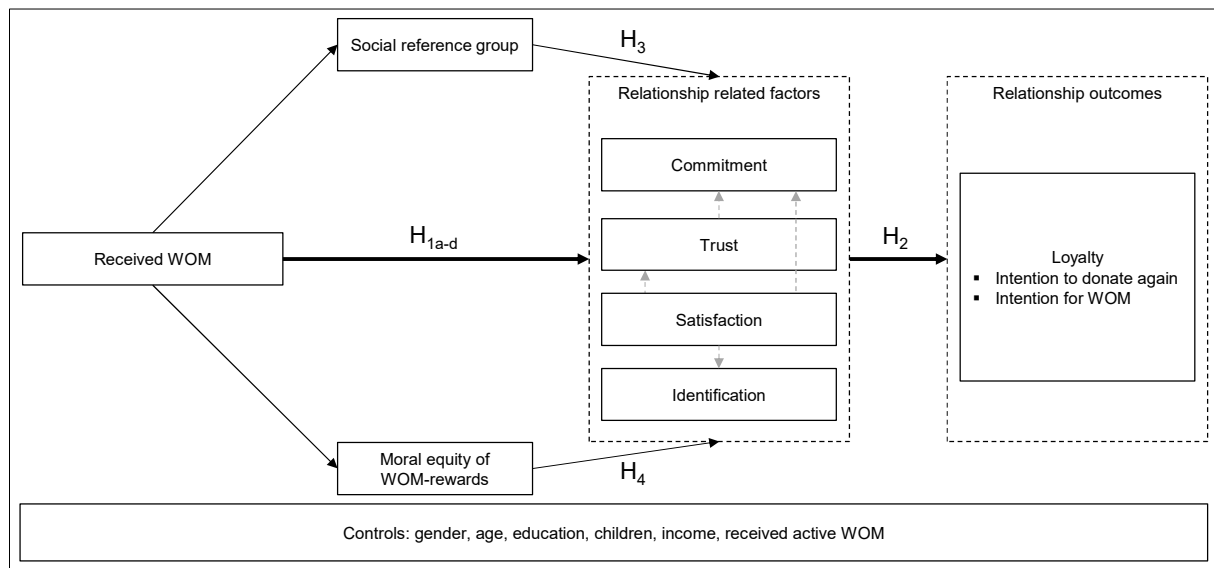 Social reference group
H3
Relationship related factors
Relationship outcomes
Commitment
H1a-d
H2
Received WOM
Trust
Loyalty
▪ Intention to donate again
▪ Intention for WOM
Satisfaction
Identification
Moral equity of
WOM-rewards
H4
Controls: gender, age, education, children, income, received active WOM